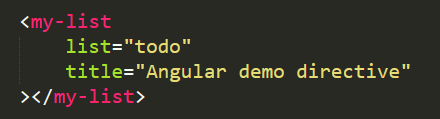 <my-list
    list="todo"
    title="Angular demo directive"
></my-list>